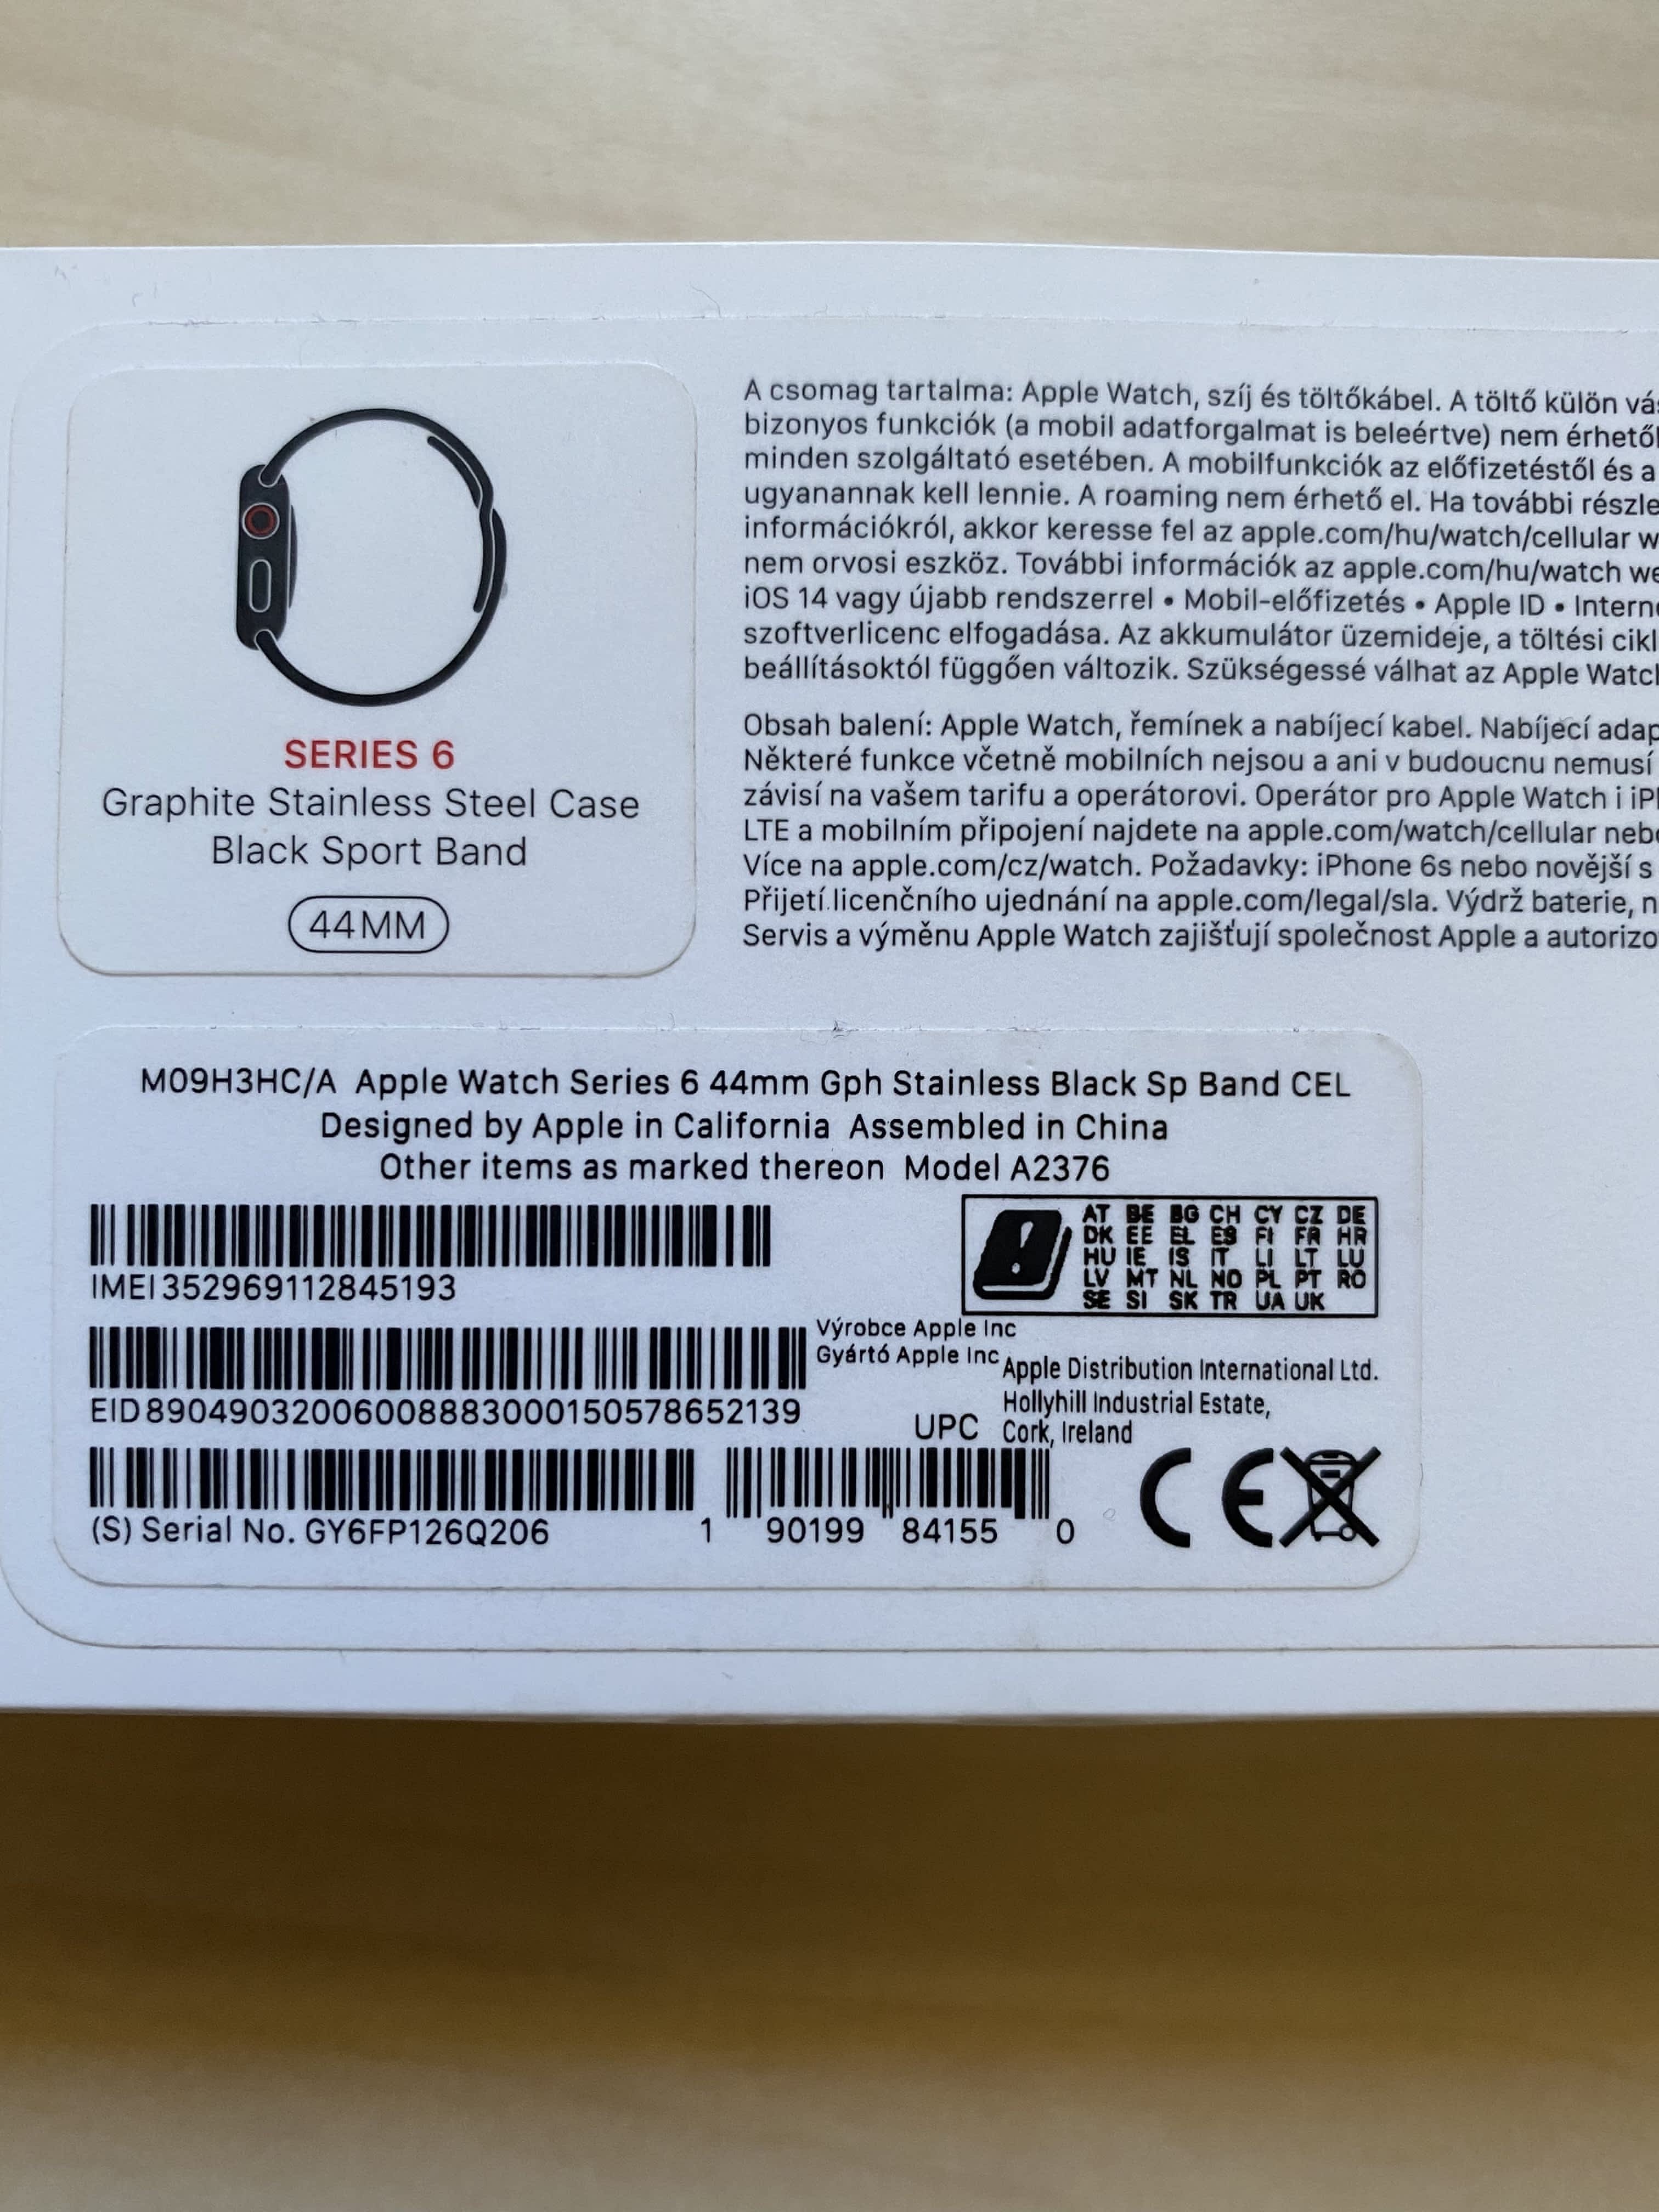 SERIES 6
Graphite Stainless Steel Case
Black Sport Band
44MM
A csomag tartalma: Apple Watch, szíj és töltőkábel. A töltő külön
bizonyos funkciók (a mobil adatforgalmat is beleértve) nem
minden szolgáltató esetében. A mobilfunkciók az előfizetéstől és a
ugyanannak kell lennie. A roaming nem érhető el. Ha további
információkról, akkor keresse fel az apple.com/hu/watch/cellular
nem orvosi eszköz. További információk az apple.com/hu/watch
iOS 14 vagy újabb rendszerrel • Mobil-előfizetés • Apple ID •
szoftverlicenc elfogadása. Az akkumulátor üzemideje, a töltési
beállításoktól függően változik. Szükségessé válhat az Apple
Obsah balení: Apple Watch, řemínek a nabíjecí kabel. Nabíjecí
Některé funkce včetně mobilních nejsou a ani v budoucnu nemusí
závisí na vašem tarifu a operátorovi. Operátor pro Apple Watch i
LTE a mobilním připojení najdete na apple.com/watch/cellular
Více na apple.com/cz/watch. Požadavky: iPhone 6s nebo novější s
Přijetí licenčního ujednání na apple.com/legal/sla. Výdrž baterie,
Servis a výměnu Apple Watch zajišťují společnost Apple a
M09H3HC/A Apple Watch Series 6 44mm Gph Stainless Black Sp Band CEL
Designed by Apple in California Assembled in China
Other items as marked thereon Model A2376
IMEI 352969112845193
AT BE BG CH CY CZ DE
DK EE EL ES FI FR HR
HU IE IS IT LI LT LU
LV MT NL NO PL PT RO
SE SI SK TR UA UK
EID 89049032006008883000150578652139
Výrobce Apple Inc
Gyártó Apple Inc
Apple Distribution International Ltd.
Hollyhill Industrial Estate,
Cork, Ireland
UPC
(S) Serial No. GY6FP126Q206
1 90199 84155 0
CE